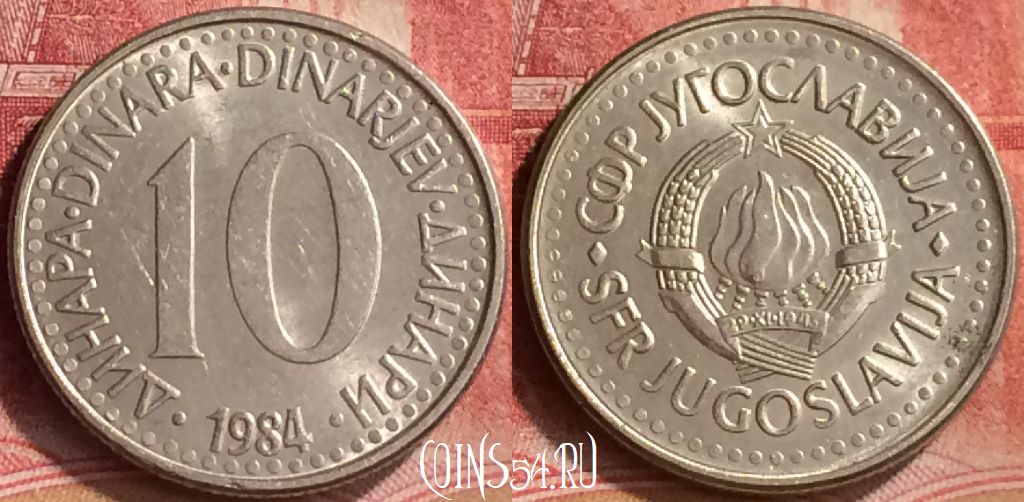 ДИНАРА · DINARA · DINARJEV · ДИНАРИ ·
10
1984
СФР ЈУГОСЛАВИЈА
SFR JUGOSLAVIJA
29·XI·1943
COINS54.RU